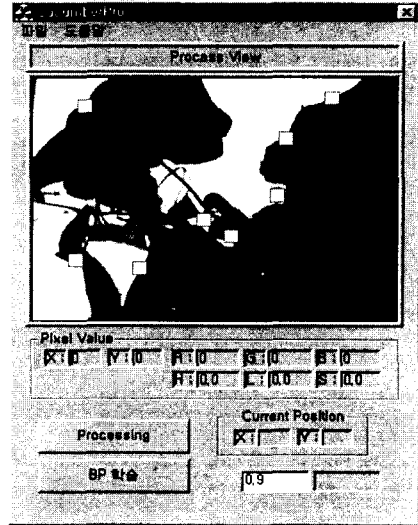 파일 도움말
Process View
Pixel Value
X: 0 Y: 0 R: 0 G: 0 B: 0
H: 0.0 L: 0.0 S: 0.0
Processing
Current Position
X: Y:
BP 학습
0.9